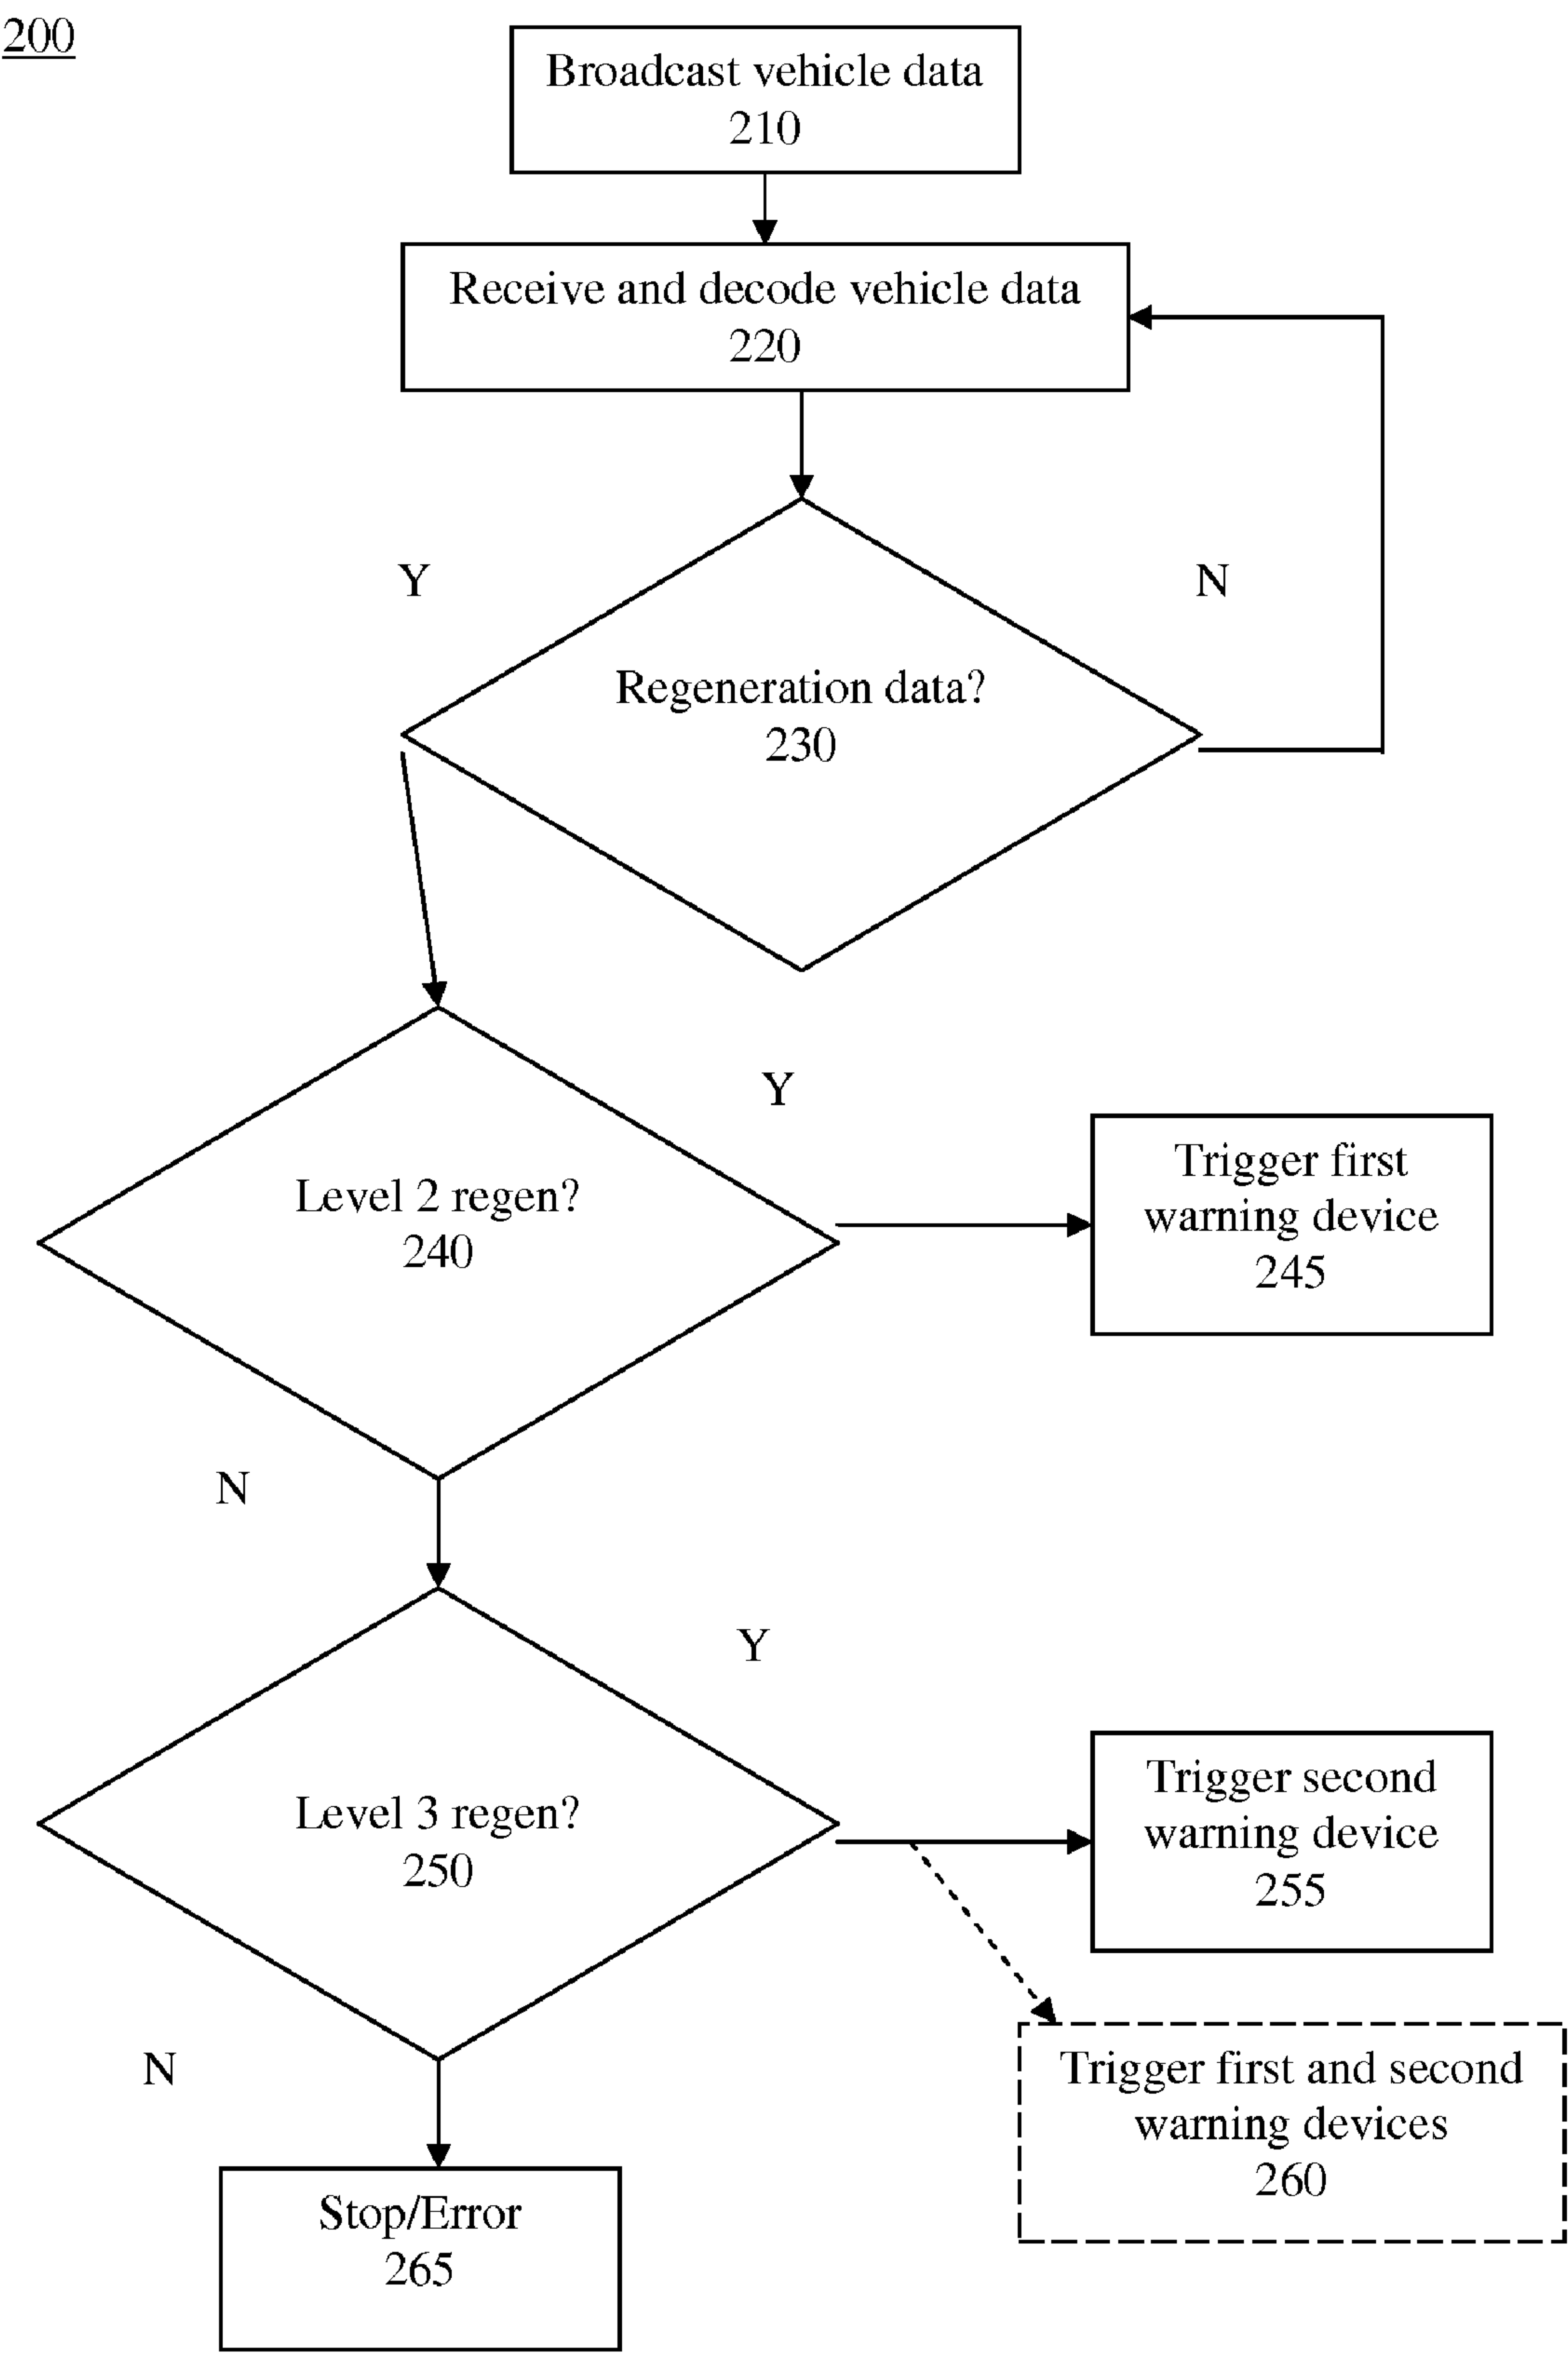 200
Broadcast vehicle data
210
Receive and decode vehicle data
220
Y
N
Regeneration data?
230
Y
Level 2 regen?
240
Trigger first
warning device
245
N
Y
Level 3 regen?
250
Trigger second
warning device
255
N
Trigger first and second
warning devices
260
Stop/Error
265